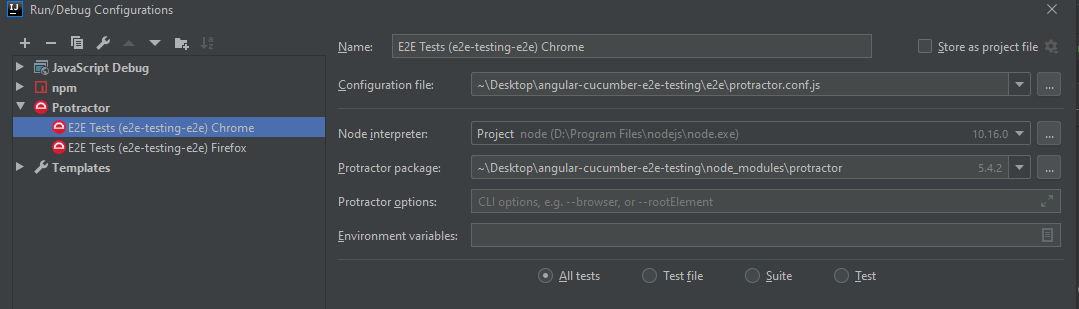 IJ Run/Debug Configurations
Name: E2E Tests (e2e-testing-e2e) Chrome Store as project file
JavaScript Debug
npm
Protractor
E2E Tests (e2e-testing-e2e) Chrome
E2E Tests (e2e-testing-e2e) Firefox
Templates
Configuration file: ~\Desktop\angular-cucumber-e2e-testing\e2e\protractor.conf.js ...
Node interpreter: Project node (D:\Program Files\nodejs\node.exe) 10.16.0 ...
Protractor package: ~\Desktop\angular-cucumber-e2e-testing\node_modules\protractor 5.4.2 ...
Protractor options: CLI options, e.g. --browser, or --rootElement
Environment variables:
All tests Test file Suite Test